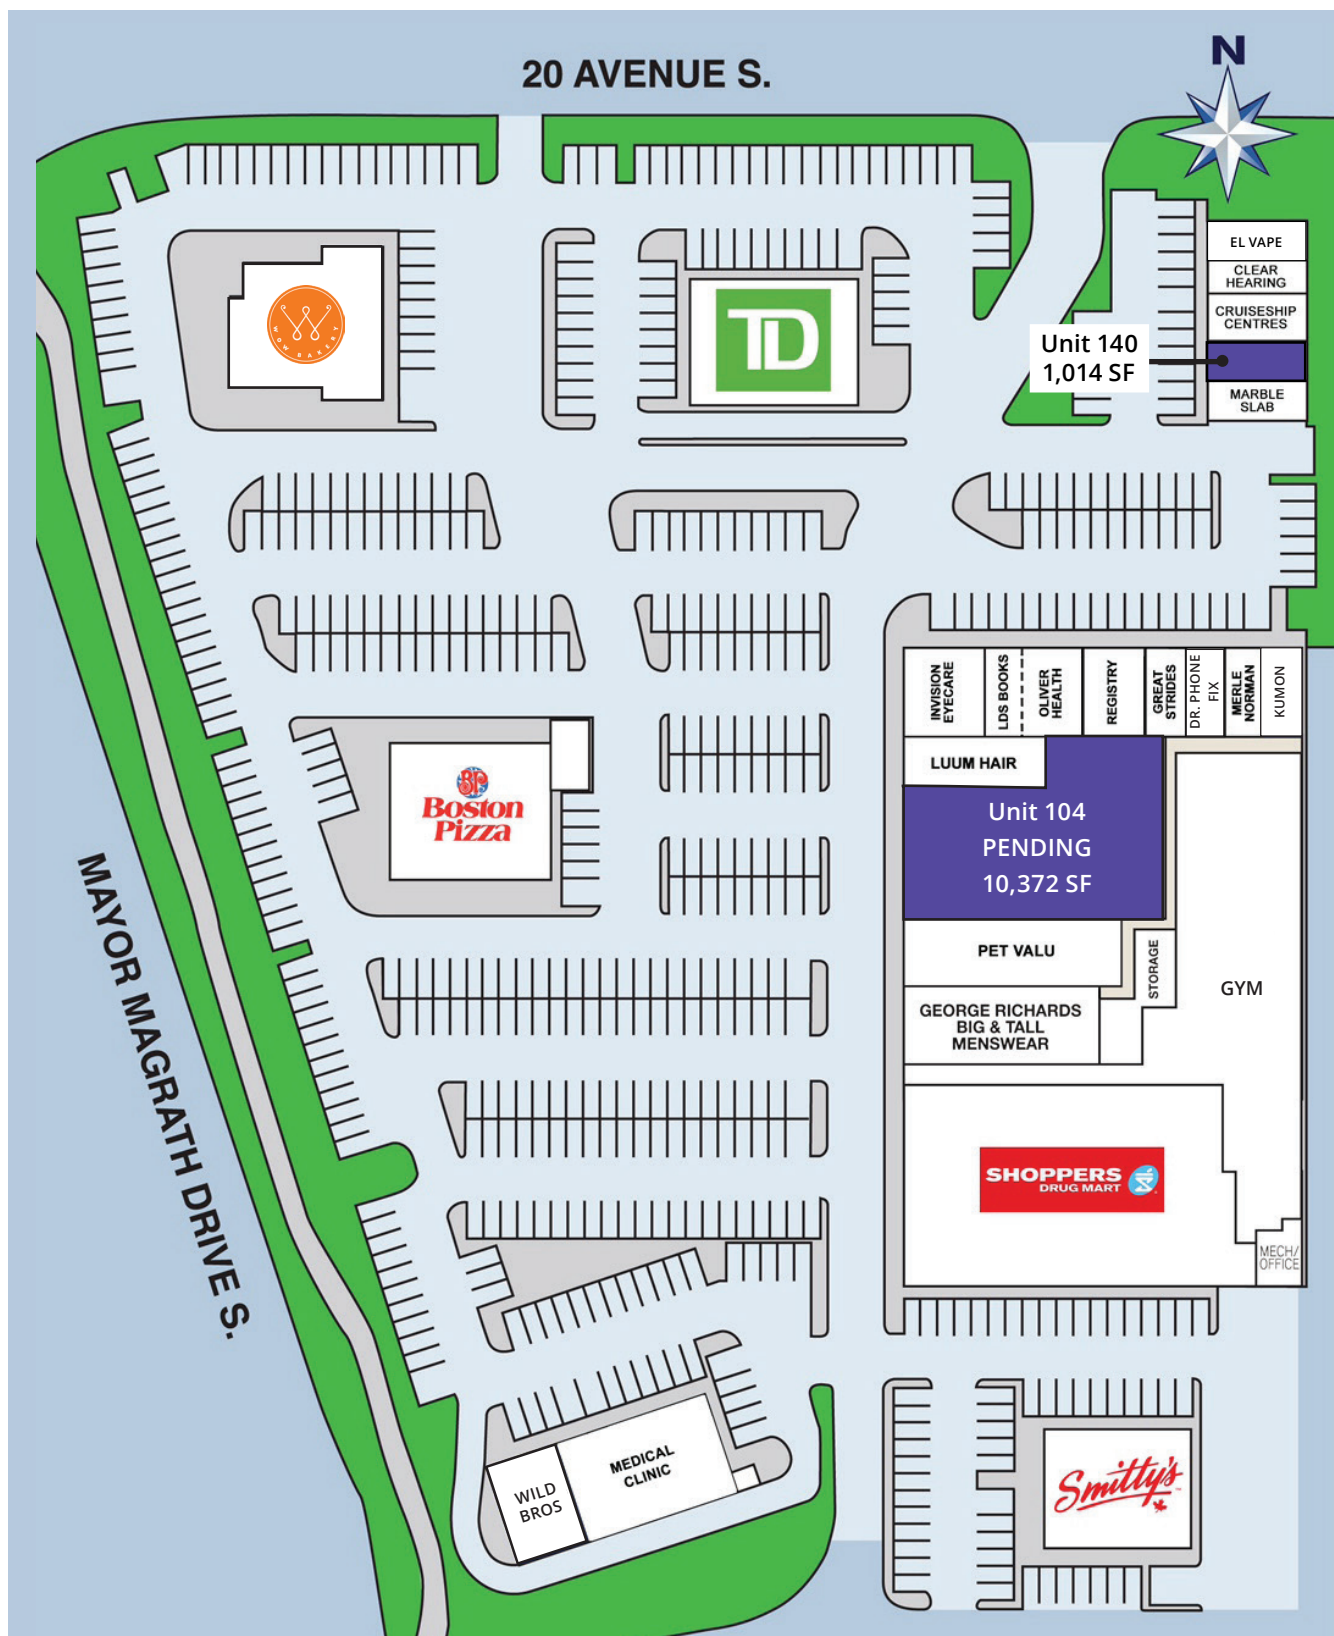 20 AVENUE S.
N
EL VAPE
CLEAR
HEARING
CRUISESHIP
CENTRES
Unit 140
1,014 SF
MARBLE
SLAB
WOW BAKERY
TD
INVISION
EYECARE
LDS BOOKS
OLIVER
HEALTH
REGISTRY
GREAT
STRIDES
DR. PHONE
FIX
MERLE
NORMAN
KUMON
LUUM HAIR
Unit 104
PENDING
10,372 SF
BP
Boston
Pizza
PET VALU
STORAGE
GYM
GEORGE RICHARDS
BIG & TALL
MENSWEAR
MAYOR MAGRATH DRIVE S.
SHOPPERS
DRUG MART
MECH/
OFFICE
MEDICAL
CLINIC
WILD
BROS
Smitty's